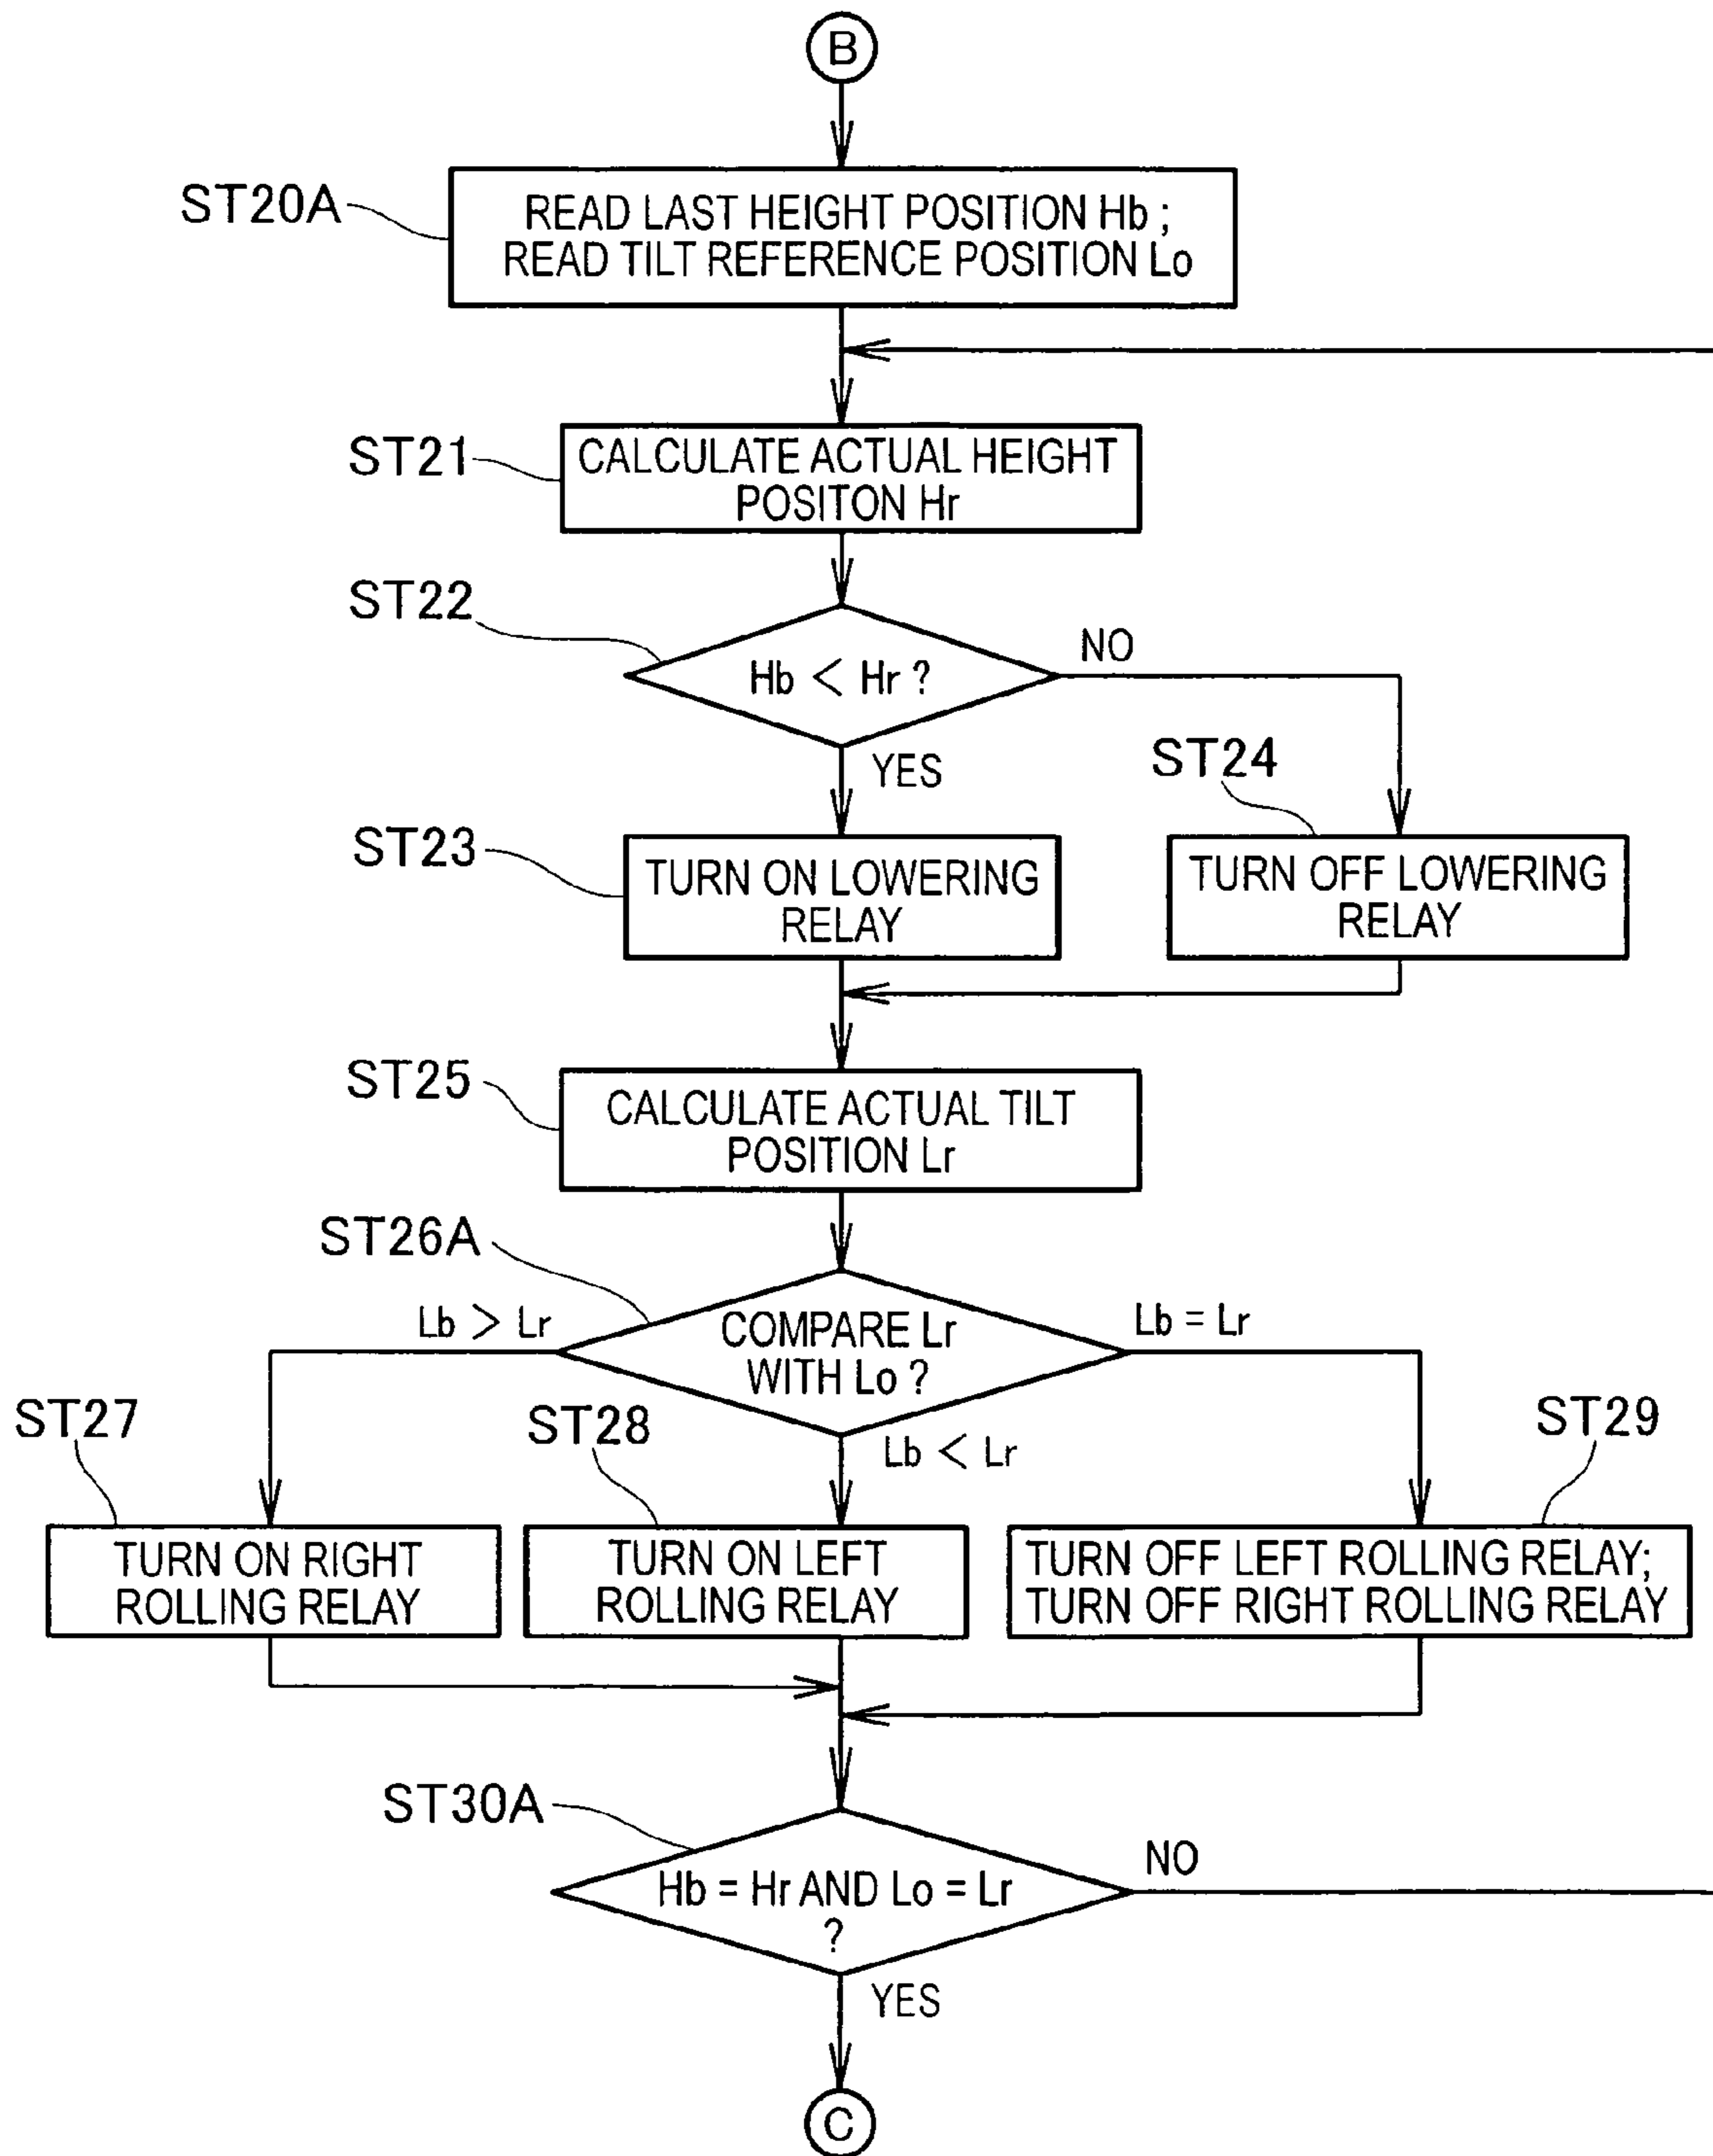 B
ST20A
READ LAST HEIGHT POSITION Hb ;
READ TILT REFERENCE POSITION Lo
ST21
CALCULATE ACTUAL HEIGHT
POSITON Hr
ST22
Hb < Hr ?
NO
YES
ST24
ST23
TURN ON LOWERING
RELAY
TURN OFF LOWERING
RELAY
ST25
CALCULATE ACTUAL TILT
POSITION Lr
ST26A
Lb > Lr
COMPARE Lr
WITH Lo ?
Lb = Lr
ST27
ST28
Lb < Lr
ST29
TURN ON RIGHT
ROLLING RELAY
TURN ON LEFT
ROLLING RELAY
TURN OFF LEFT ROLLING RELAY;
TURN OFF RIGHT ROLLING RELAY
ST30A
Hb = Hr AND Lo = Lr
?
NO
YES
C